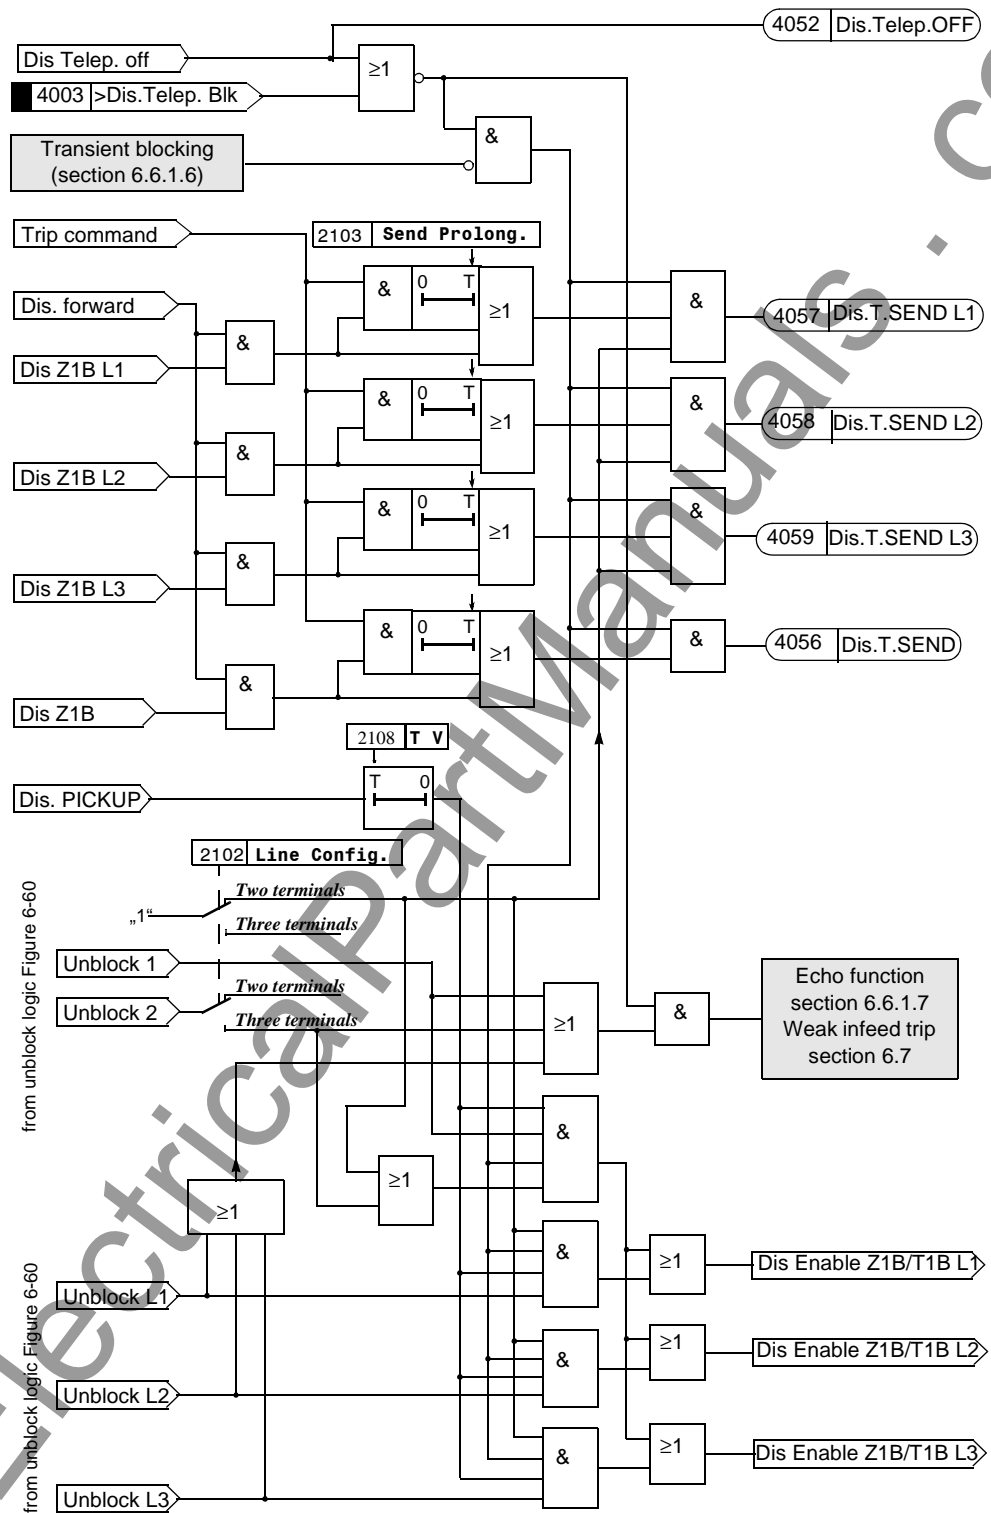 4052 Dis.Telep.OFF
Dis Telep. off
≥1
4003 >Dis.Telep. Blk
&
Transient blocking
(section 6.6.1.6)
Trip command
2103 Send Prolong.
& 0 T ≥1 &
Dis. forward
4057 Dis.T.SEND L1
&
Dis Z1B L1
& 0 T ≥1 &
4058 Dis.T.SEND L2
&
Dis Z1B L2
& 0 T ≥1 &
4059 Dis.T.SEND L3
&
Dis Z1B L3
& 0 T ≥1 &
4056 Dis.T.SEND
&
Dis Z1B
2108 T V
T 0
Dis. PICKUP
2102 Line Config.
Two terminals
„1“
Three terminals
from unblock logic Figure 6-60
Unblock 1
Two terminals
Unblock 2
Three terminals
≥1
&
Echo function
section 6.6.1.7
Weak infeed trip
section 6.7
&
≥1
≥1
&
≥1
Dis Enable Z1B/T1B L1
from unblock logic Figure 6-60
Unblock L1
&
≥1
Dis Enable Z1B/T1B L2
Unblock L2
&
≥1
Dis Enable Z1B/T1B L3
Unblock L3
ElectricalPartManuals . c